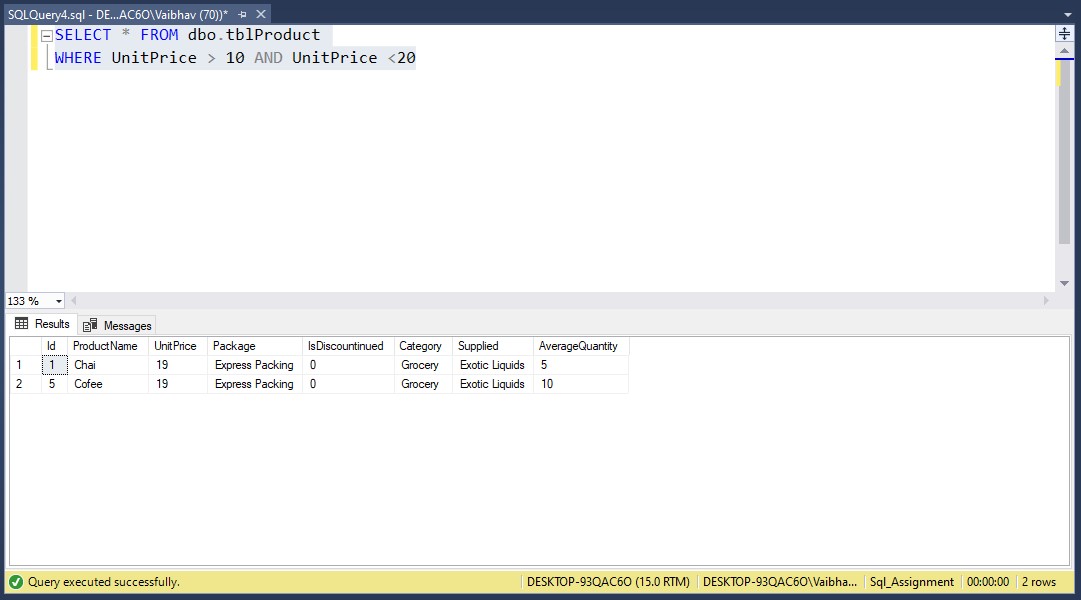 SQLQuery4.sql - DE...AC6O\Vaibhav (70))*
SELECT * FROM dbo.tblProduct
WHERE UnitPrice > 10 AND UnitPrice <20
133 %
Results Messages
Id ProductName UnitPrice Package IsDiscountinued Category Supplied AverageQuantity
1 1 Chai 19 Express Packing 0 Grocery Exotic Liquids 5
2 5 Cofee 19 Express Packing 0 Grocery Exotic Liquids 10
Query executed successfully. DESKTOP-93QAC6O (15.0 RTM) DESKTOP-93QAC6O\Vaibha... Sql_Assignment 00:00:00 2 rows